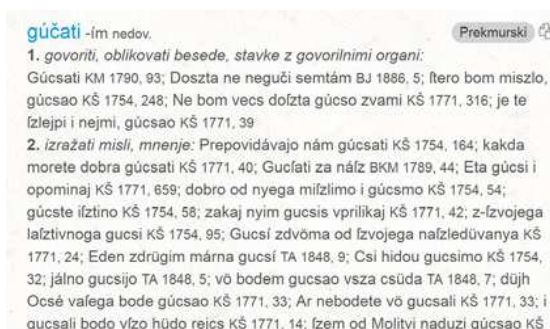 gúčati -ím nedov. Prekmurski
1. govoriti, oblikovati besede, stavke z govorilnimi organi:
Gúcsati KM 1790, 93; Doszta ne neguči semtám BJ 1886, 5; ſtero bom miszlo,
gúcsao KŠ 1754, 248; Ne bom vecs doſzta gúcso zvami KŠ 1771, 316; je te
ſzlejpi i nejmi, gúcsao KŠ 1771, 39
2. izražati misli, mnenje: Prepovidávajo nám gúcsati KŠ 1754, 164; kakda
morete dobra gúcsati KŠ 1771, 40; Gucſati za náſz BKM 1789, 44; Eta gúcsi i
opominaj KŠ 1771, 659; dobro od nyega miſzlimo i gúcsmo KŠ 1754, 54;
gúcste iſztino KŠ 1754, 58; zakaj nyim gucsis vprilikaj KŠ 1771, 42; z-ſzvojega
laſztivnoga gucsi KŠ 1754, 95; Gucsí zdvöma od ſzvojega naſzledüvanya KŠ
1771, 24; Eden zdrügim márna gucsí TA 1848, 9; Csi hidou gucsimo KŠ 1754,
32; jálno gucsijo TA 1848, 5; vö bodem gucsao vsza csüda TA 1848, 7; düjh
Ocsé vaſega bode gúcsao KŠ 1771, 33; Ar nebodete vö gucsali KŠ 1771, 33; i
gucsali bodo vſzo hüdo rejcs KŠ 1771, 14; ſzem od Molitvi naduzi gúcsao KŠ